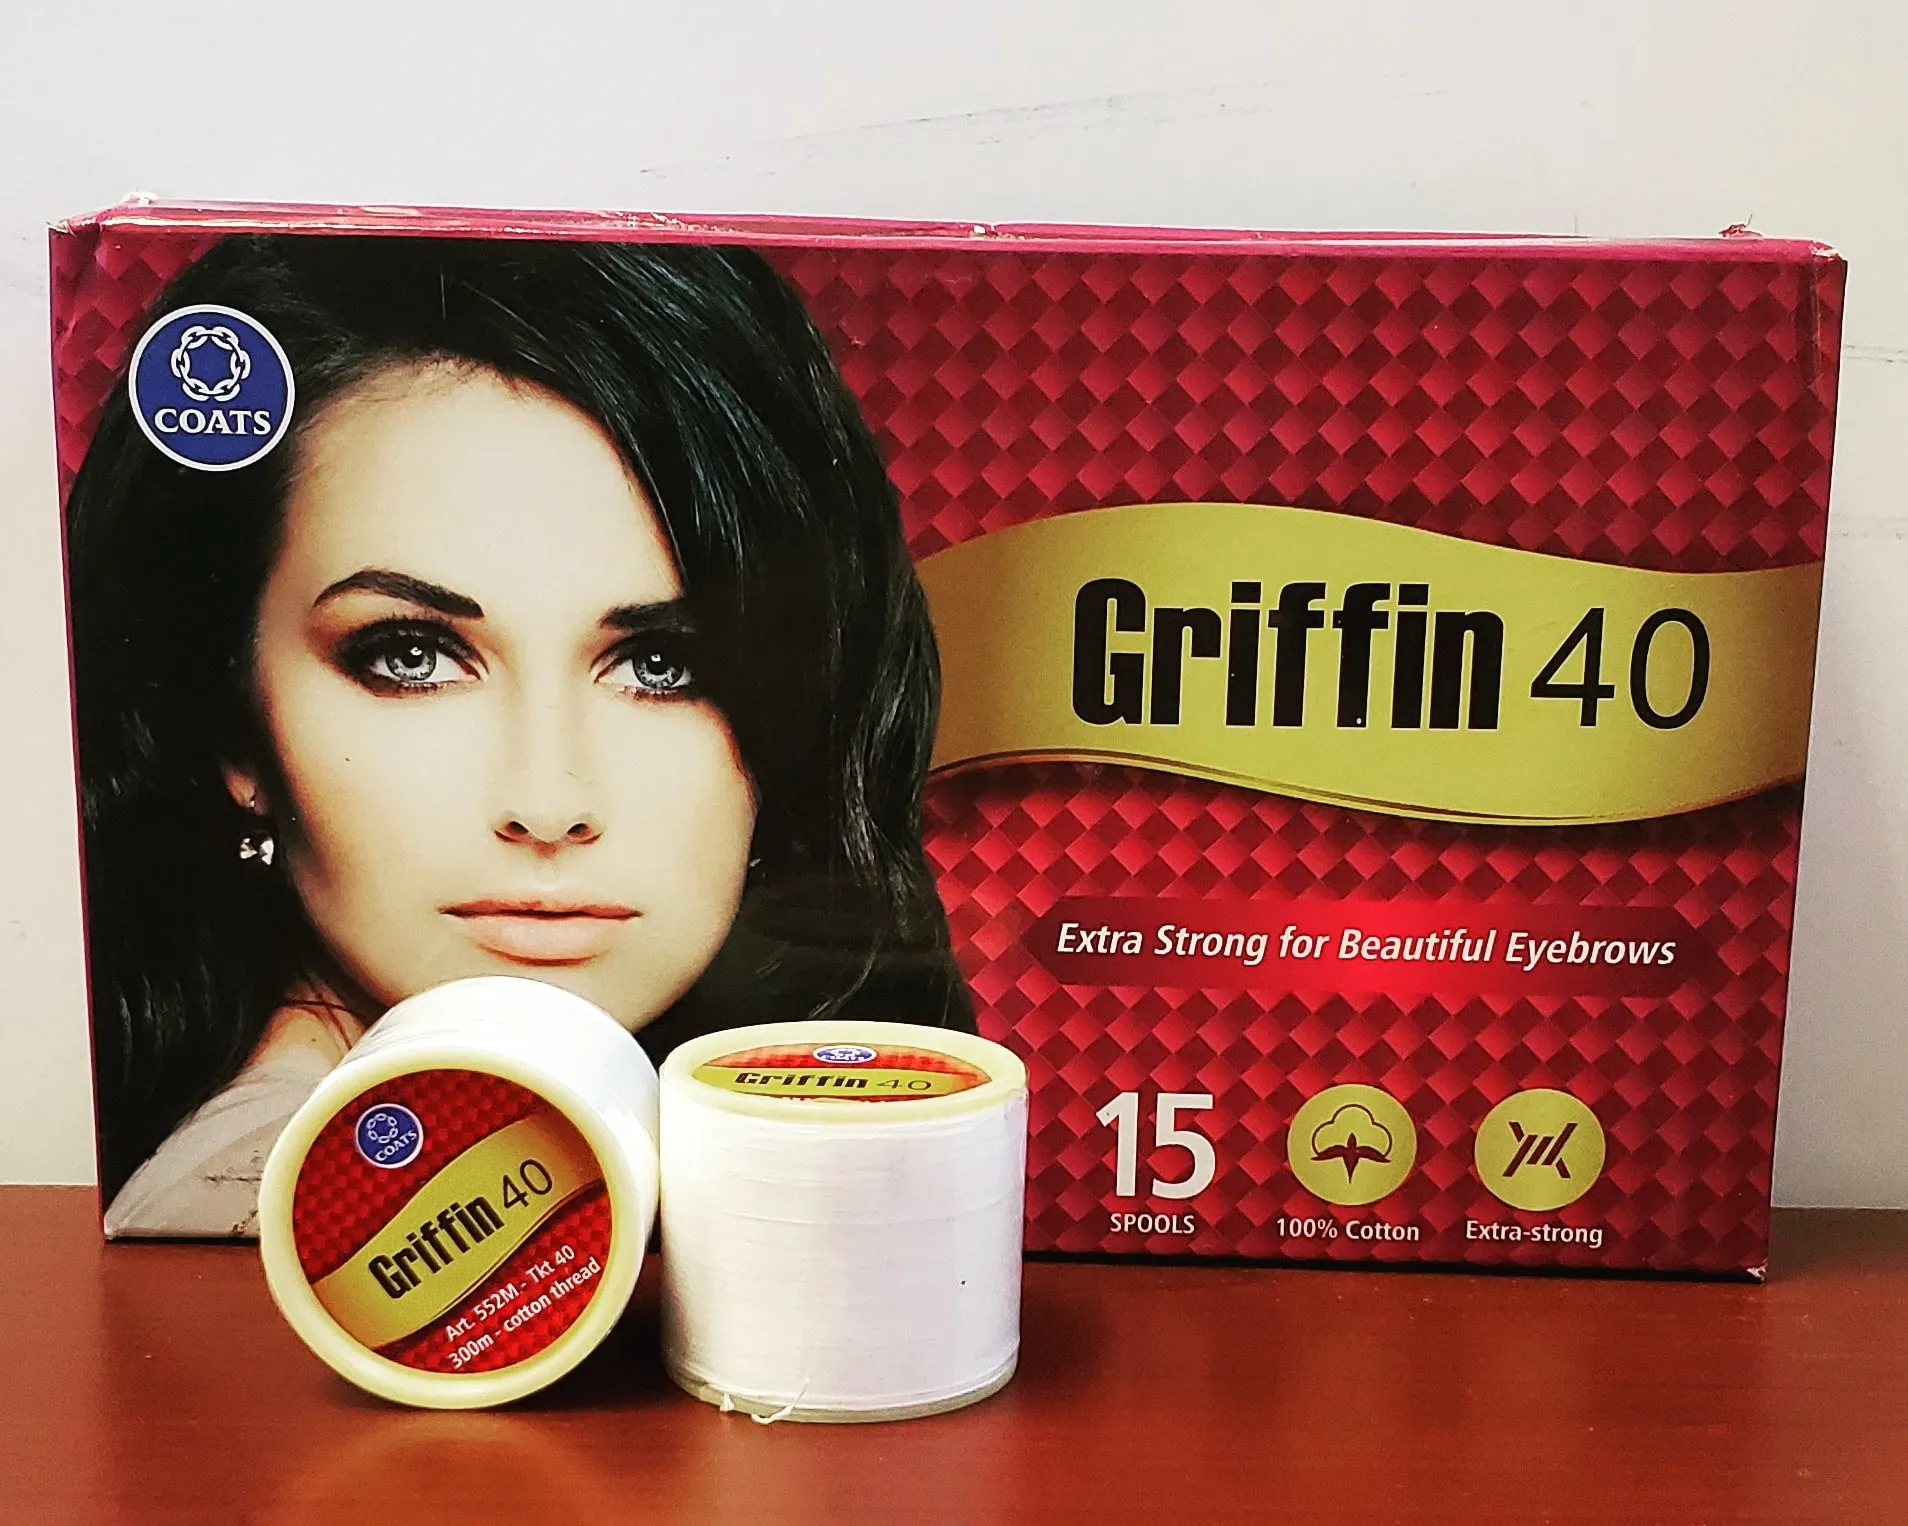 COATS
Griffin 40
Extra Strong for Beautiful Eyebrows
15
SPOOLS
100% Cotton
Extra-strong
COATS
Griffin 40
Art. 552M - Tkt 40
300m - cotton thread
COATS
Griffin 40